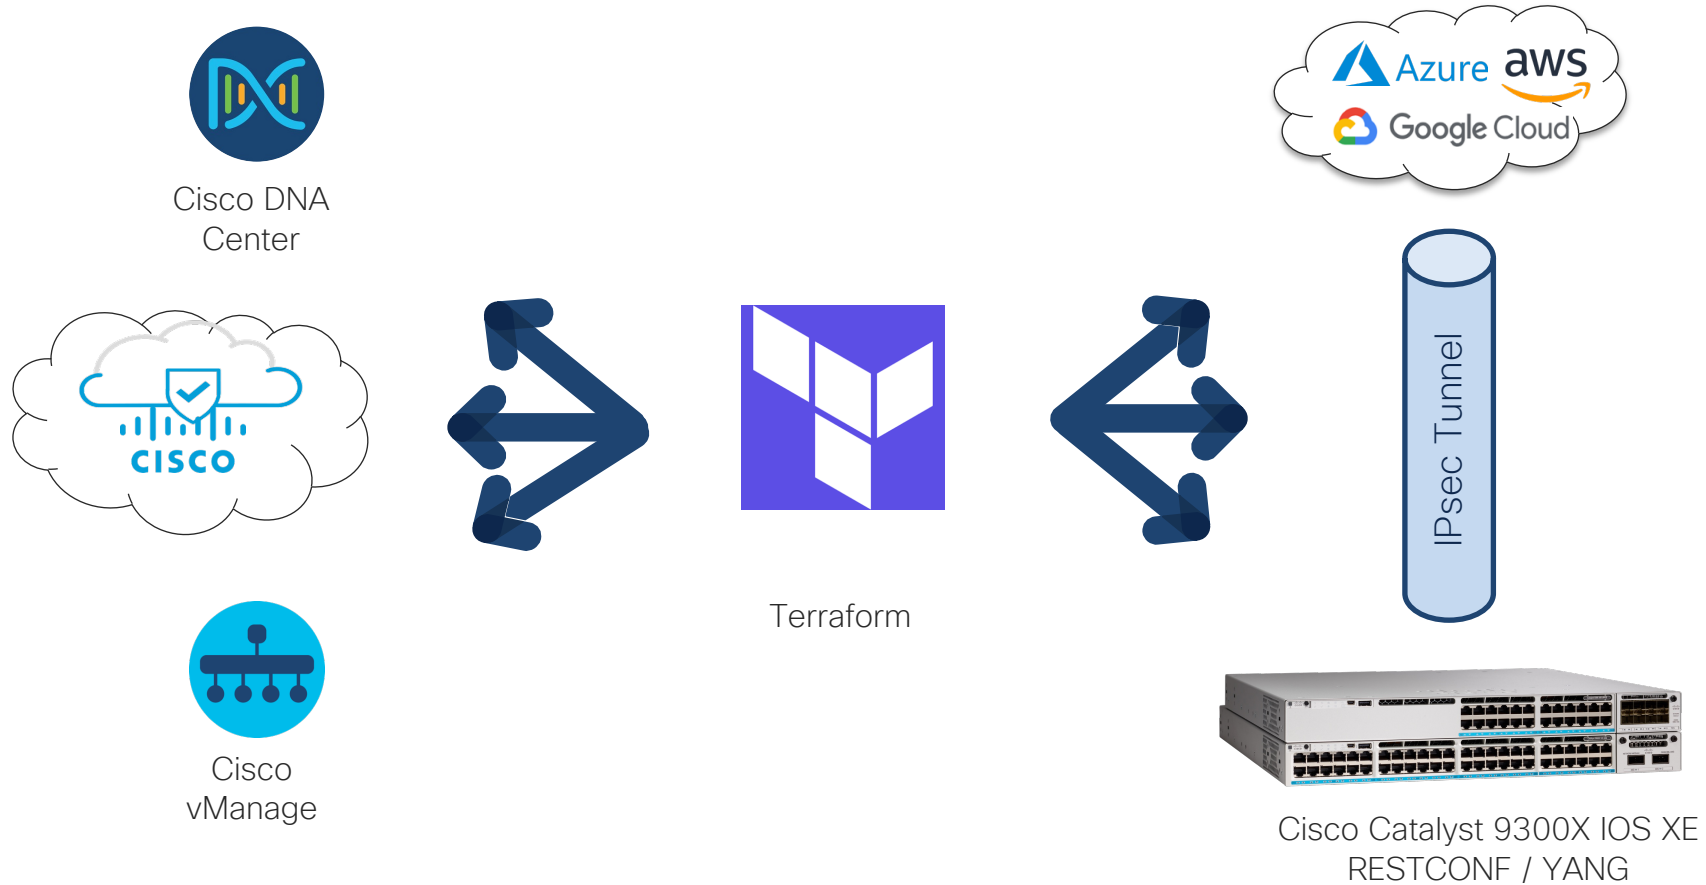 Cisco DNA
Center
CISCO
Cisco
vManage
Terraform
Azure aws
Google Cloud
IPsec Tunnel
Cisco Catalyst 9300X IOS XE
RESTCONF / YANG